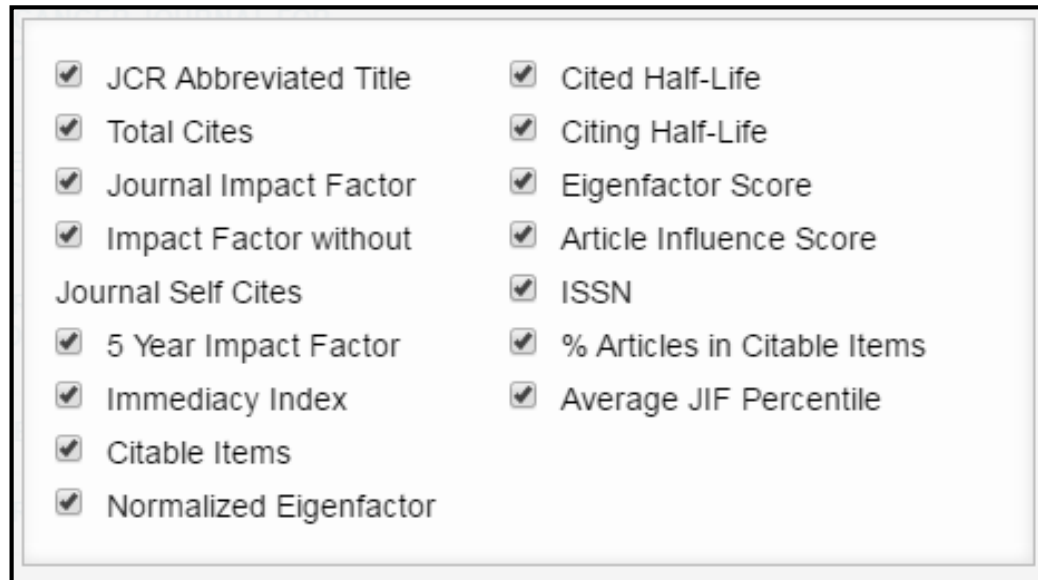 JCR Abbreviated Title
Total Cites
Journal Impact Factor
Impact Factor without
Journal Self Cites
5 Year Impact Factor
Immediacy Index
Citable Items
Normalized Eigenfactor
Cited Half-Life
Citing Half-Life
Eigenfactor Score
Article Influence Score
ISSN
% Articles in Citable Items
Average JIF Percentile